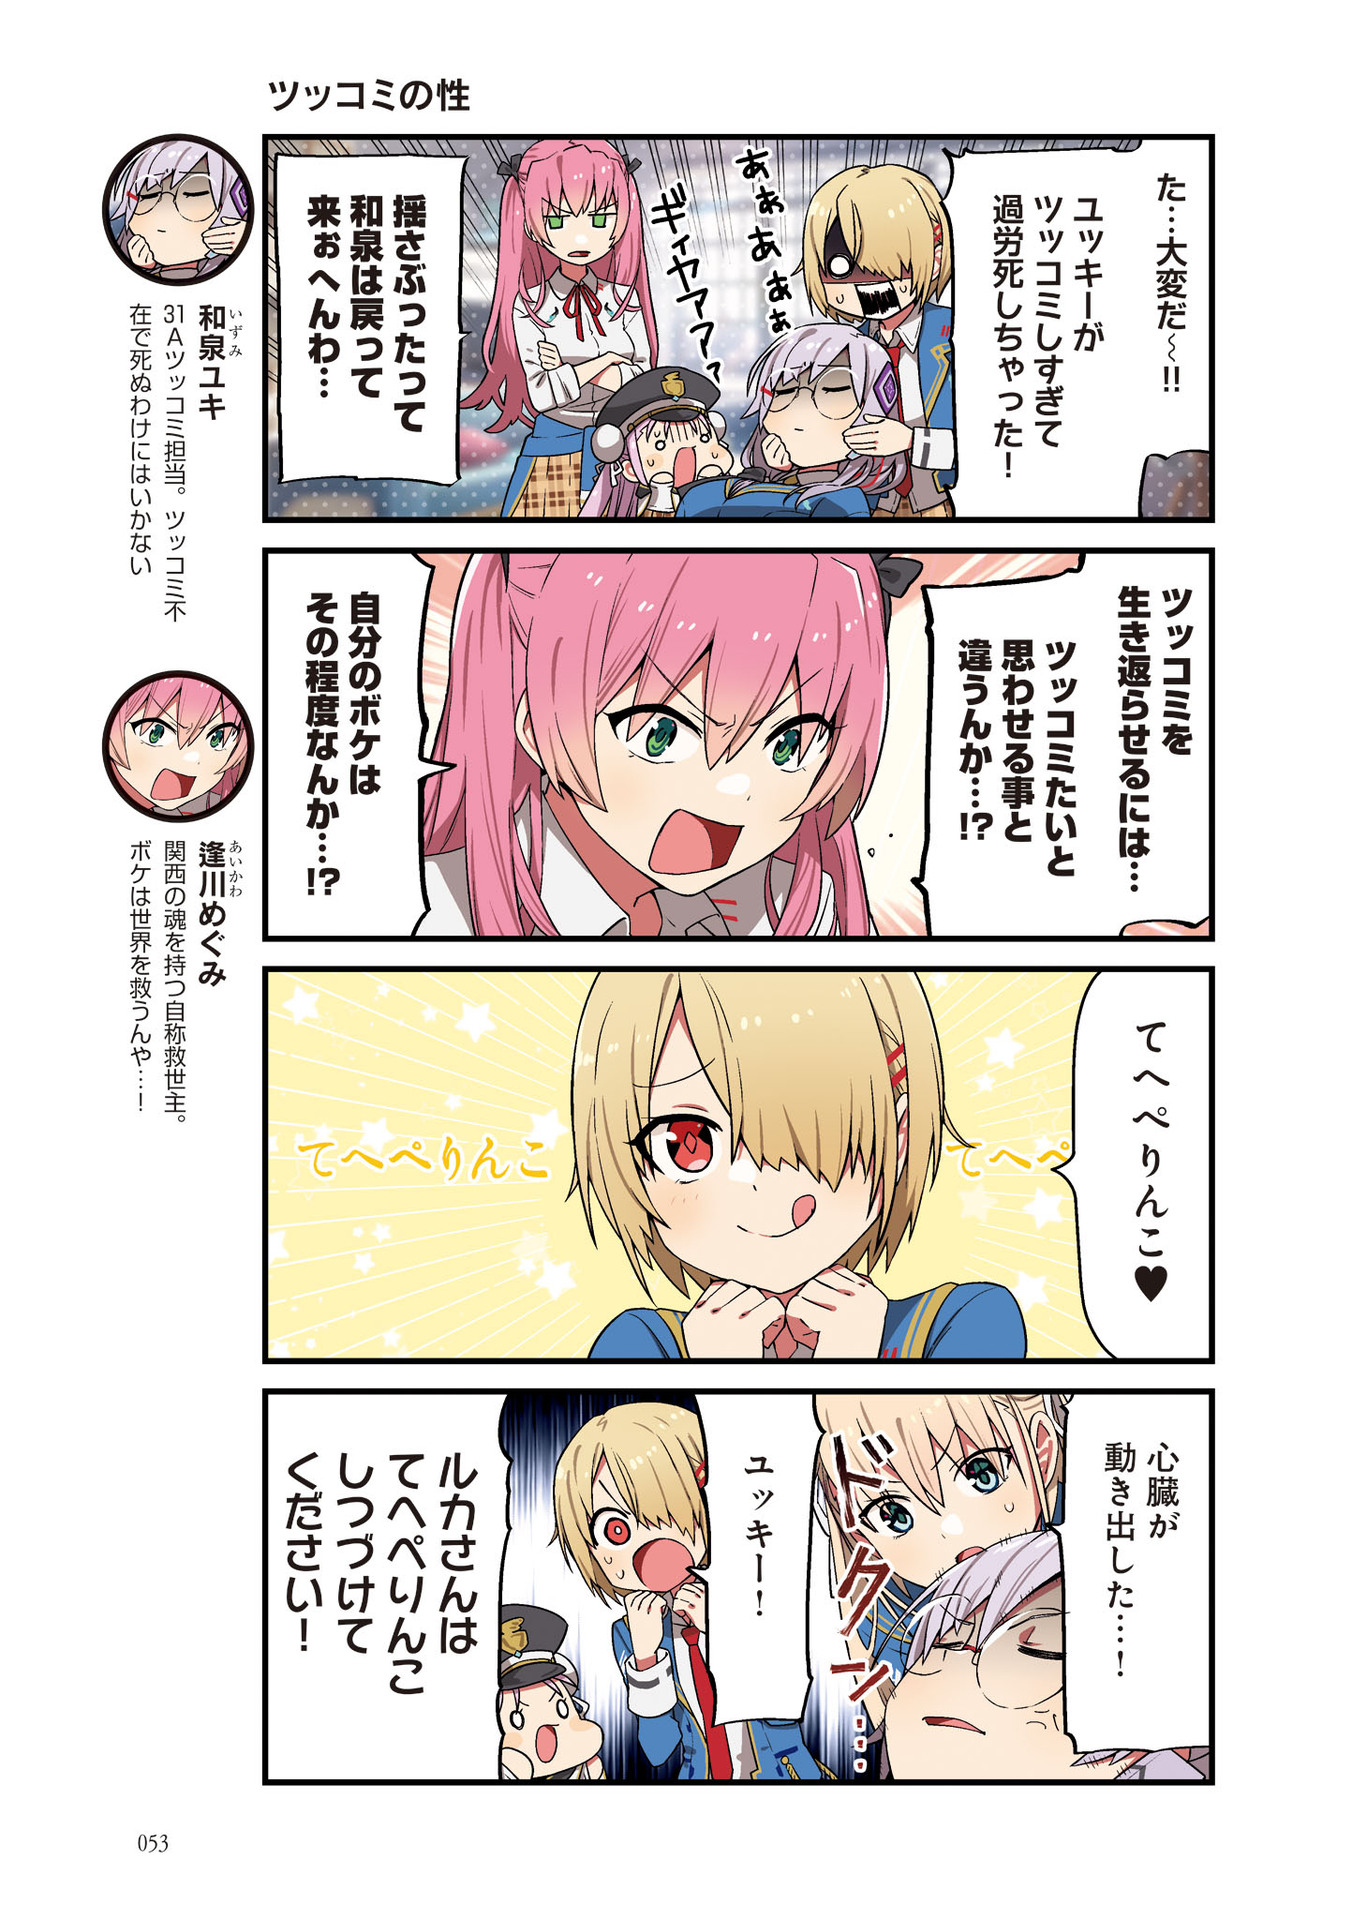 ツッコミの性
た…大変だ～!!
ユッキーが
ツッコミしすぎて
過労死しちゃった！
ああぁあぁぁ
ギィヤアアァァ
揺さぶったって
和泉は戻って
来ぉへんわ…
ツッコミを
生き返らせるには…
ツッコミたいと
思わせる事と
違うんか…!?
自分のボケは
その程度なんか…!?
てへぺりんこ♥
てへぺ
てへぺりんこ
心臓が
動き出した……！
ドクン……
ユッキー！
ルカさんは
てへぺりんこ
しつづけて
ください！
和泉ユキ
いずみ
31Aツッコミ担当。ツッコミ不
在で死ぬわけにはいかない
逢川めぐみ
あいかわ
関西の魂を持つ自称救世主。
ボケは世界を救うんや……！
053